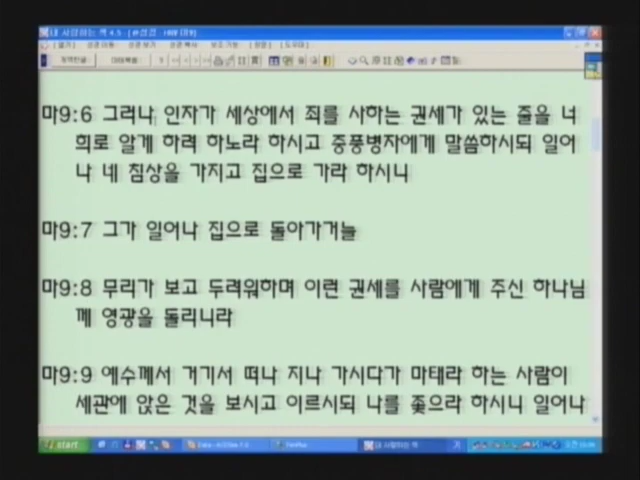 마9:6 그러나 인자가 세상에서 죄를 사하는 권세가 있는 줄을 너
희로 알게 하려 하노라 하시고 중풍병자에게 말씀하시되 일어
나 네 침상을 가지고 집으로 가라 하시니
마9:7 그가 일어나 집으로 돌아가거늘
마9:8 무리가 보고 두려워하며 이런 권세를 사람에게 주신 하나님
께 영광을 돌리니라
마9:9 예수께서 거기서 떠나 지나 가시다가 마태라 하는 사람이
세관에 앉은 것을 보시고 이르시되 나를 좇으라 하시니 일어나
start